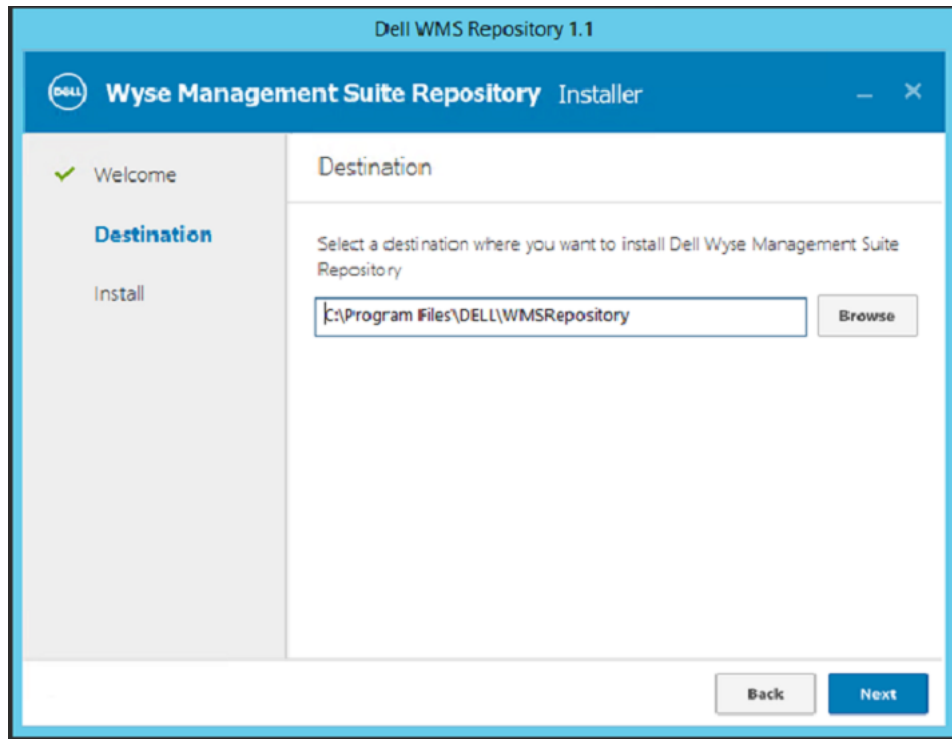 Dell WMS Repository 1.1
DELL
Wyse Management Suite Repository Installer
Welcome
Destination
Install
Destination
Select a destination where you want to install Dell Wyse Management Suite
Repository
C:\Program Files\DELL\WMSRepository
Browse
Back
Next